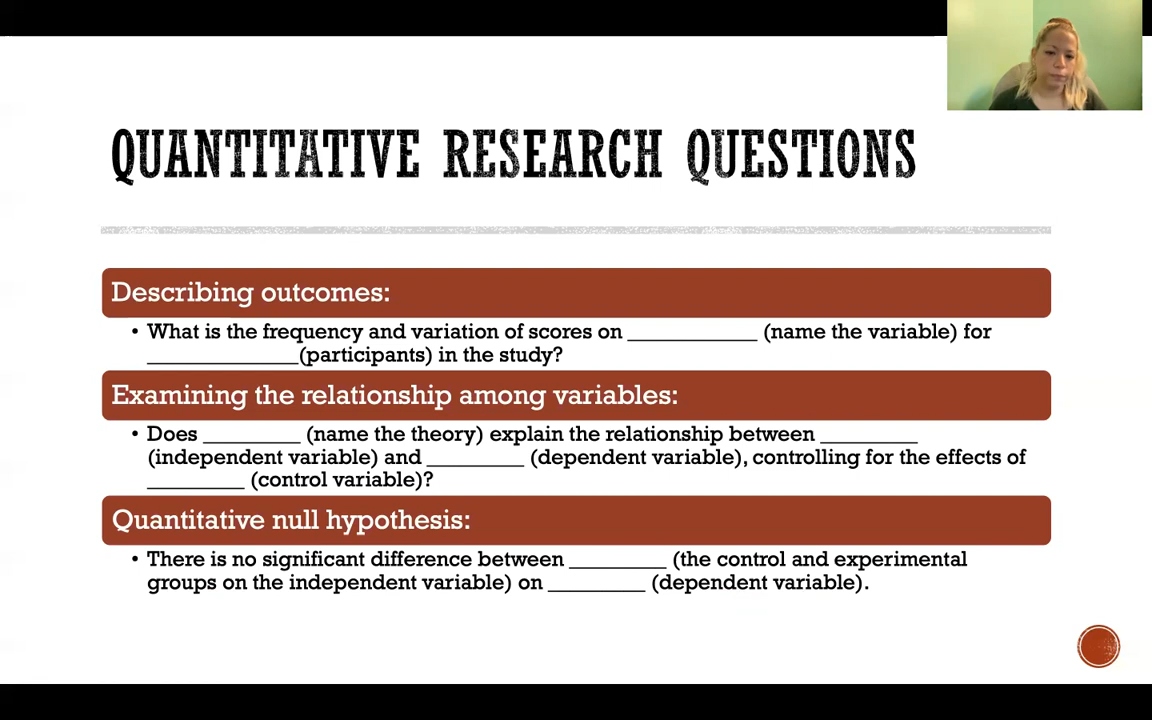 QUANTITATIVE RESEARCH QUESTIONS
Describing outcomes:
• What is the frequency and variation of scores on ____________ (name the variable) for
______________(participants) in the study?
Examining the relationship among variables:
• Does _________ (name the theory) explain the relationship between _________
(independent variable) and _________ (dependent variable), controlling for the effects of
_________ (control variable)?
Quantitative null hypothesis:
• There is no significant difference between _________ (the control and experimental
groups on the independent variable) on _________ (dependent variable).